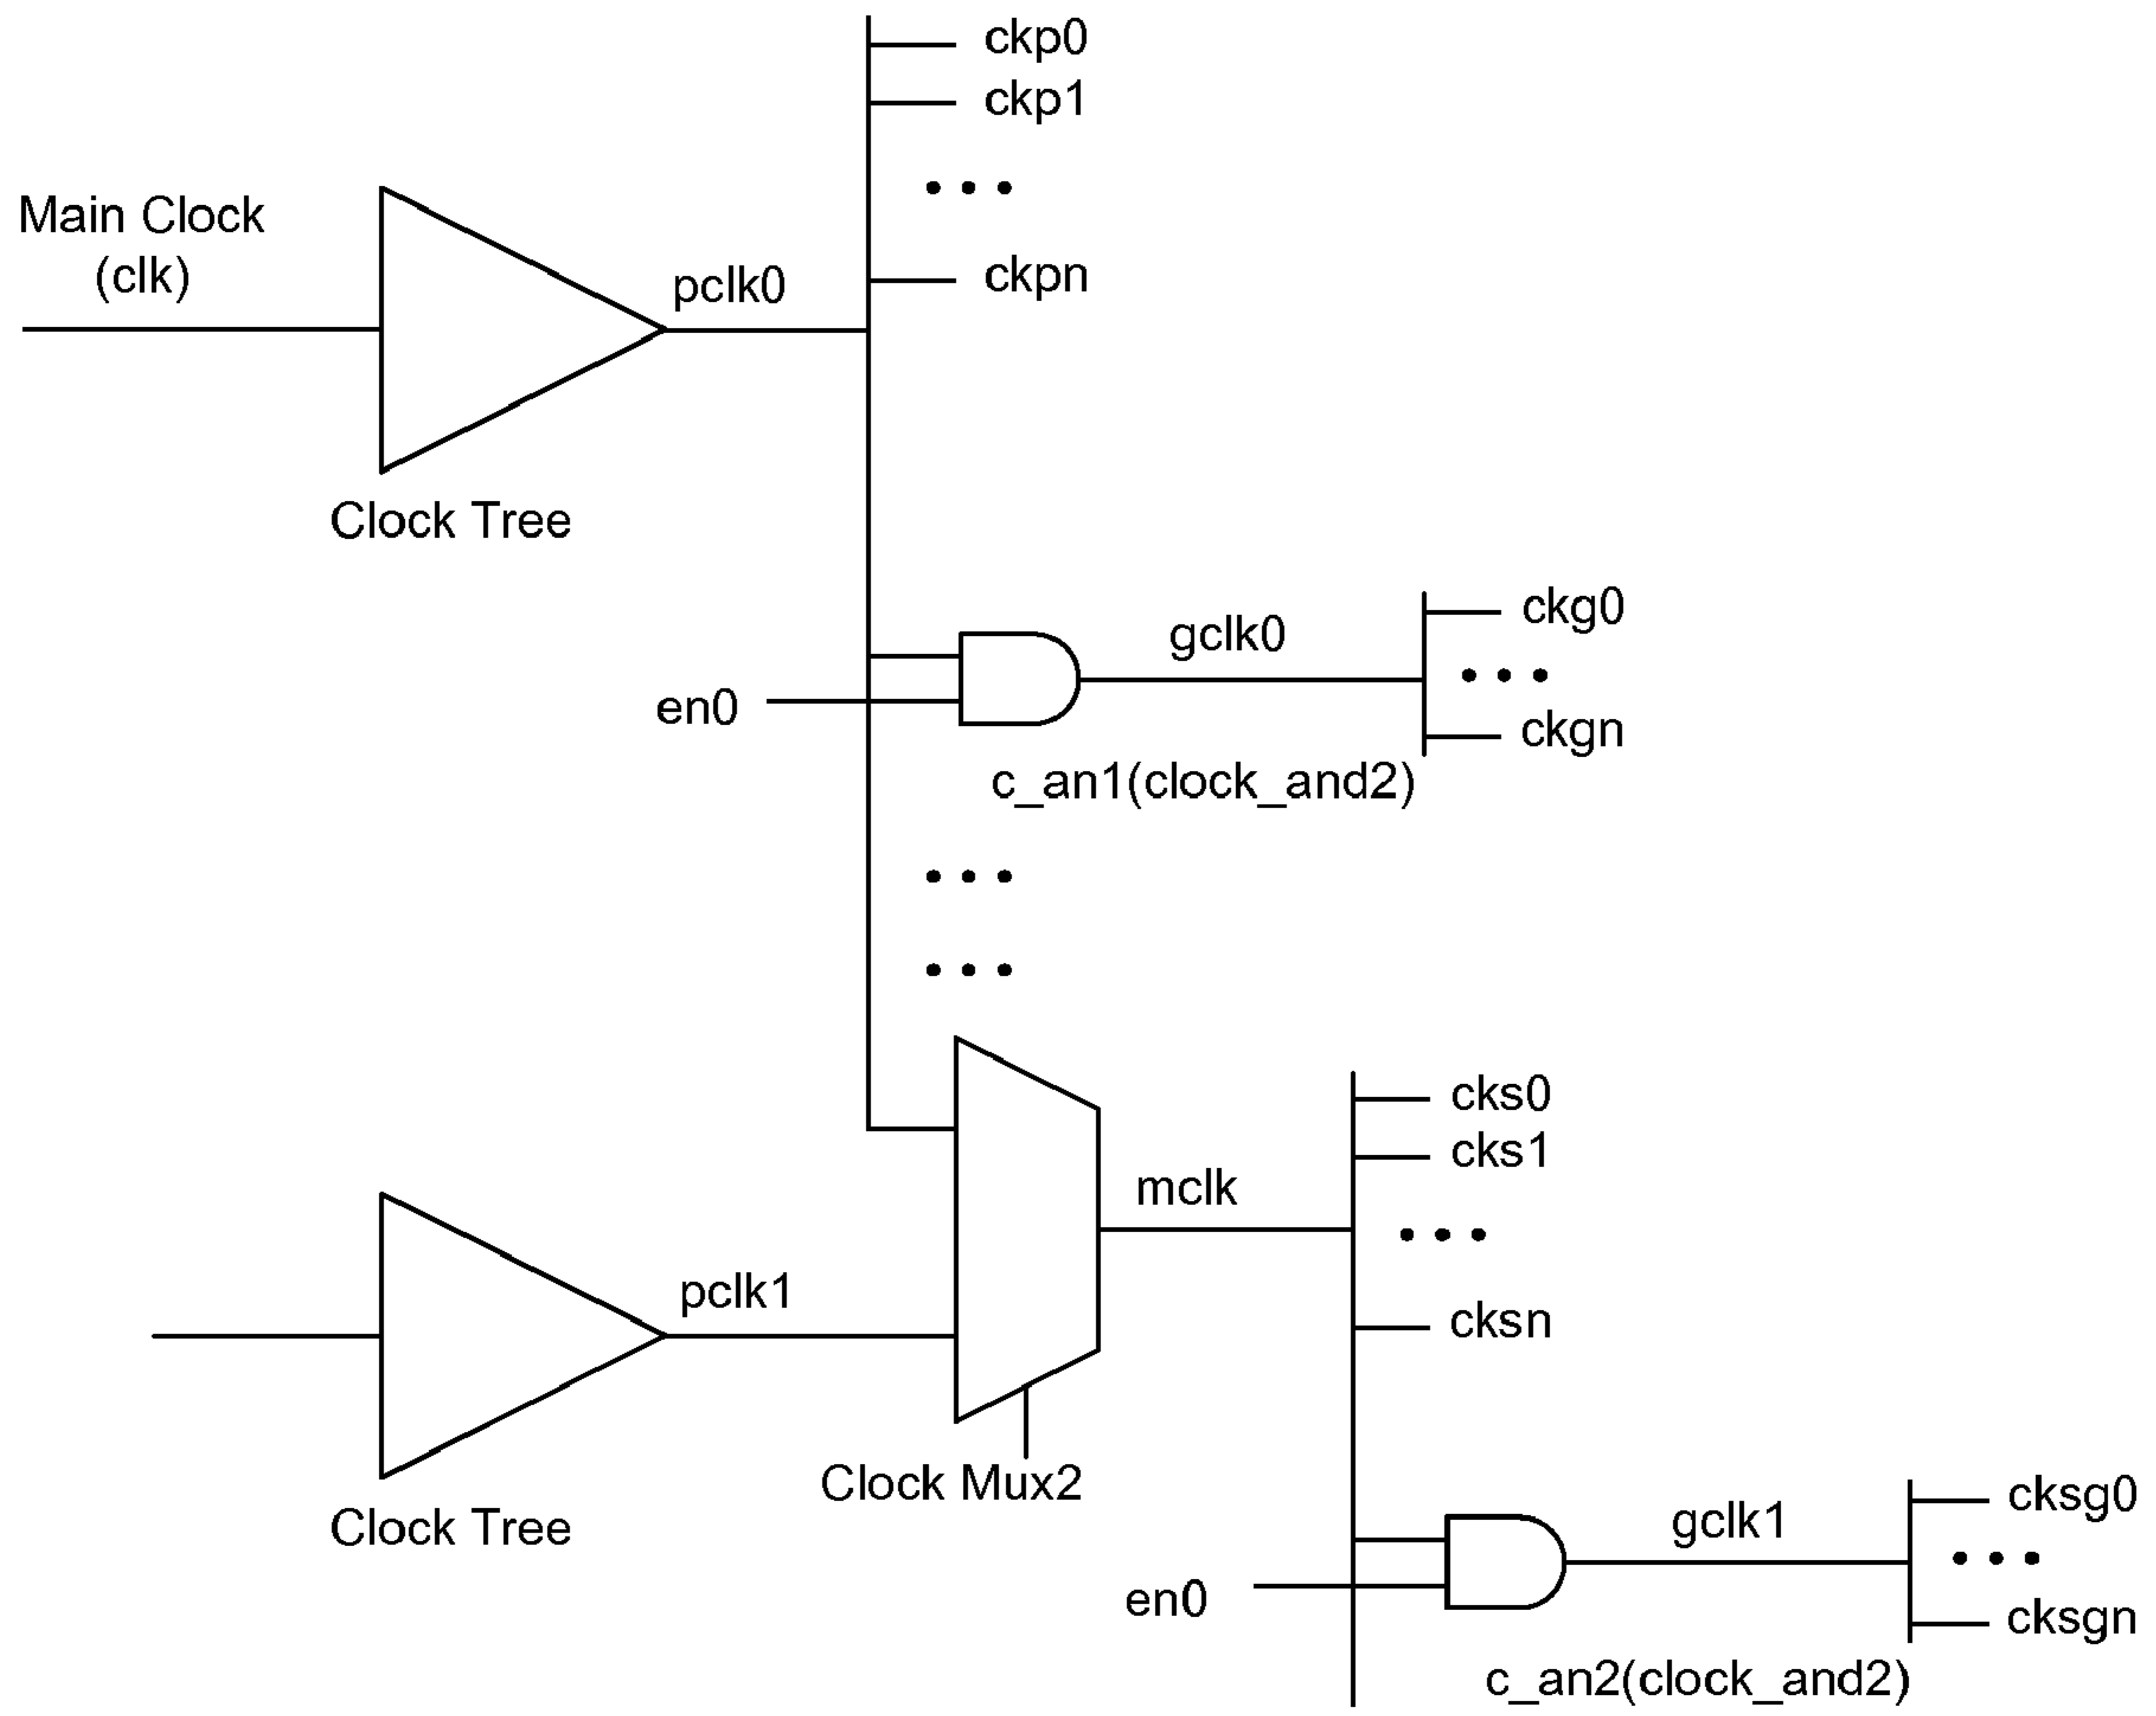 ckp0
ckp1
Main Clock
(clk)
pclk0
ckpn
Clock Tree
ckg0
gclk0
en0
ckgn
c_an1(clock_and2)
cks0
cks1
mclk
pclk1
cksn
Clock Mux2
Clock Tree
cksg0
gclk1
en0
cksgn
c_an2(clock_and2)